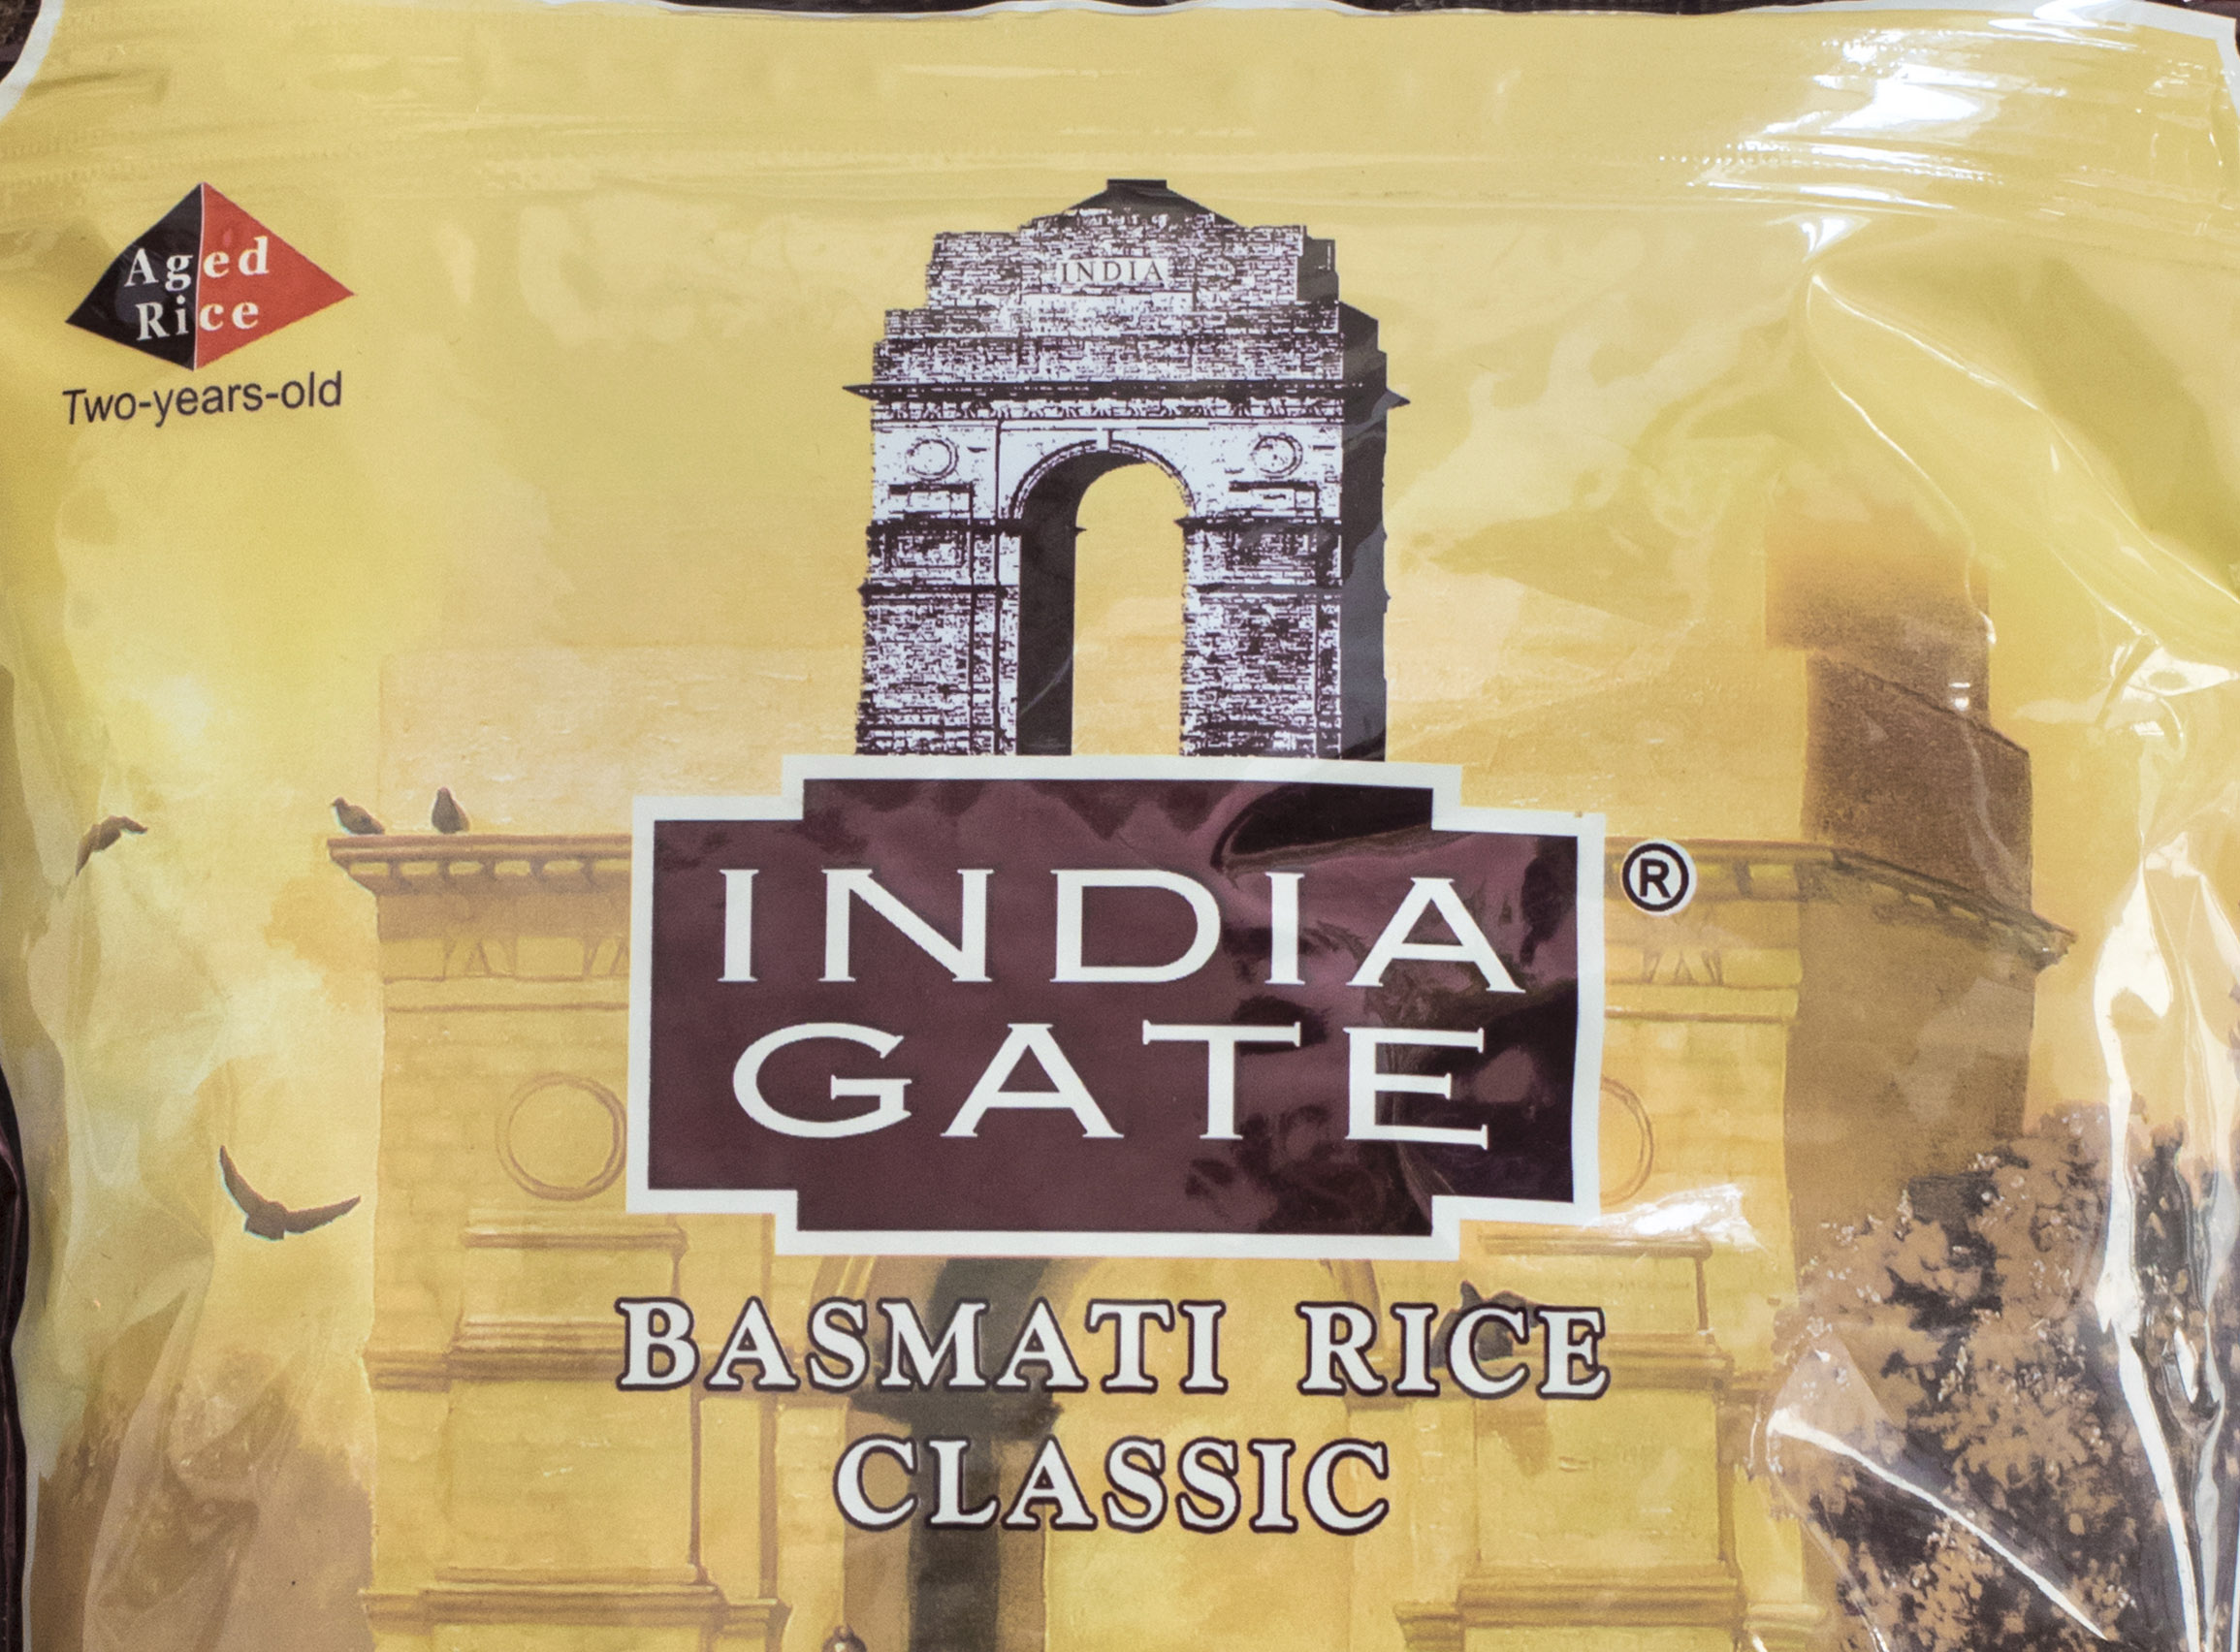 Aged
Rice
Two-years-old
INDIA
INDIA
GATE
®
BASMATI RICE
CLASSIC